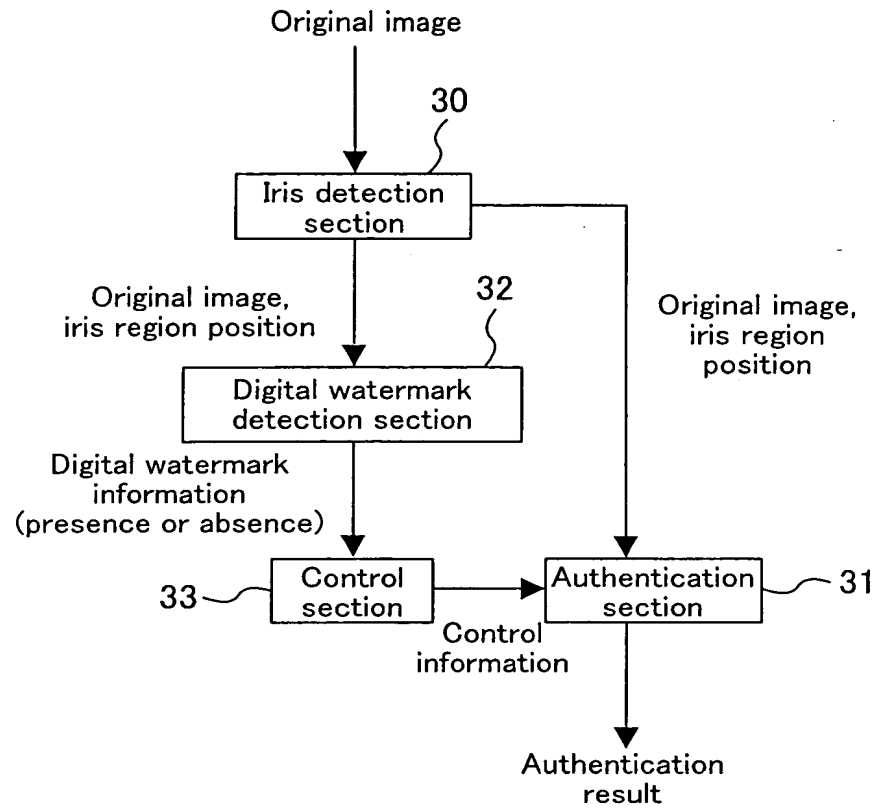 Original image
30
Iris detection
section
32
Original image,
iris region position
Original image,
iris region
position
Digital watermark
detection section
Digital watermark
information
(presence or absence)
33
Control
section
Authentication
section
31
Control
information
Authentication
result